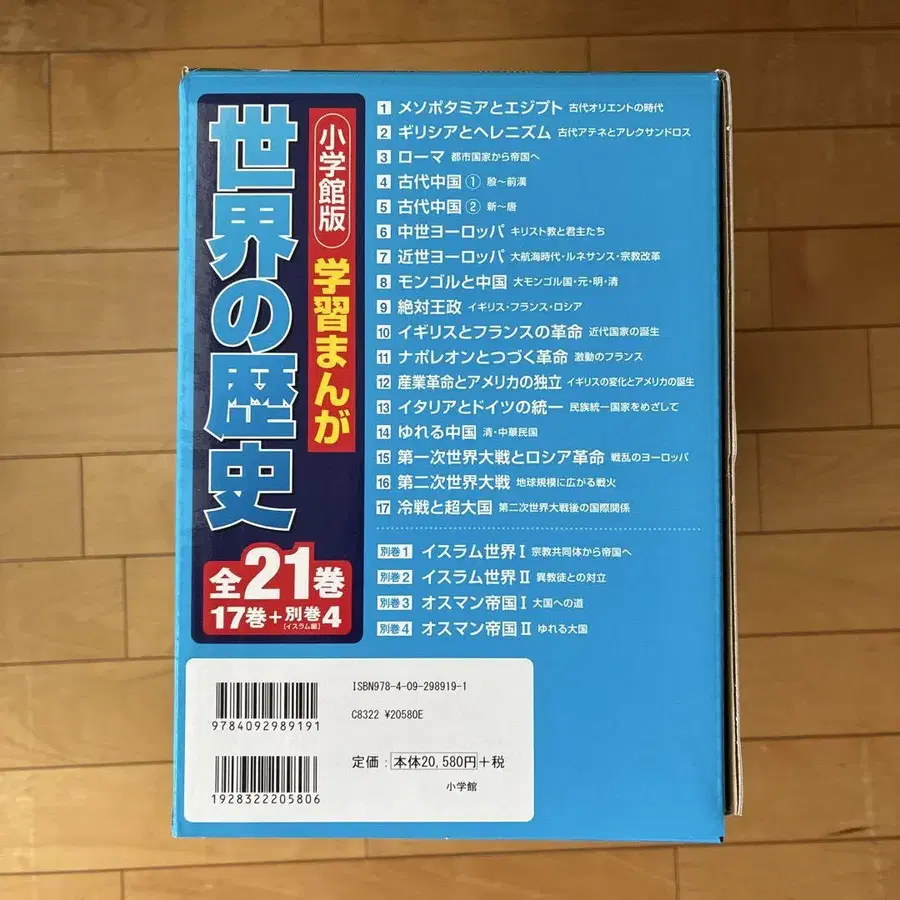 小学館版
学習まんが
世界の歴史
全21巻
17巻+別巻4
[イスラム編]
1 メソポタミアとエジプト 古代オリエントの時代
2 ギリシアとヘレニズム 古代アテネとアレクサンドロス
3 ローマ 都市国家から帝国へ
4 古代中国① 殷～前漢
5 古代中国② 新～唐
6 中世ヨーロッパ キリスト教と君主たち
7 近世ヨーロッパ 大航海時代・ルネサンス・宗教改革
8 モンゴルと中国 大モンゴル国・元・明・清
9 絶対王政 イギリス・フランス・ロシア
10 イギリスとフランスの革命 近代国家の誕生
11 ナポレオンとつづく革命 激動のフランス
12 産業革命とアメリカの独立 イギリスの変化とアメリカの誕生
13 イタリアとドイツの統一 民族統一国家をめざして
14 ゆれる中国 清・中華民国
15 第一次世界大戦とロシア革命 戦乱のヨーロッパ
16 第二次世界大戦 地球規模に広がる戦火
17 冷戦と超大国 第二次世界大戦後の国際関係
別巻1 イスラム世界Ⅰ 宗教共同体から帝国へ
別巻2 イスラム世界Ⅱ 異教徒との対立
別巻3 オスマン帝国Ⅰ 大国への道
別巻4 オスマン帝国Ⅱ ゆれる大国
9784092989191
1928322205806
ISBN978-4-09-298919-1
C8322 ¥20580E
定価：本体20,580円+税
小学館